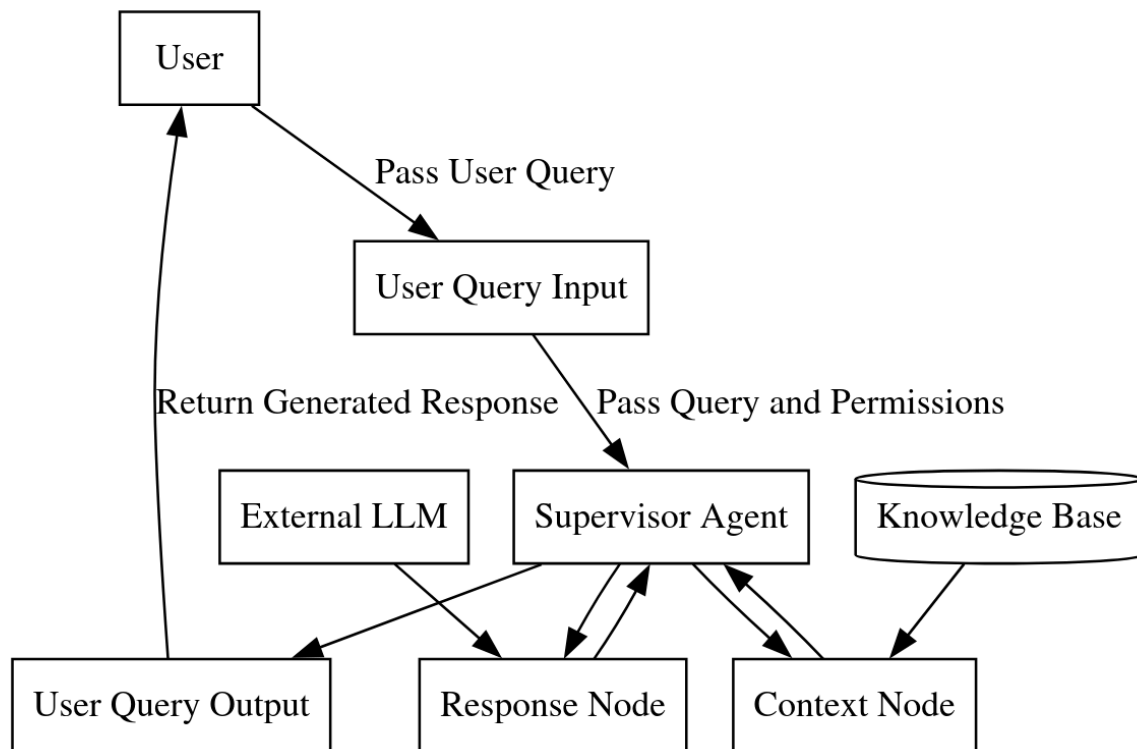 User
Pass User Query
User Query Input
Return Generated Response
Pass Query and Permissions
External LLM
Supervisor Agent
Knowledge Base
User Query Output
Response Node
Context Node